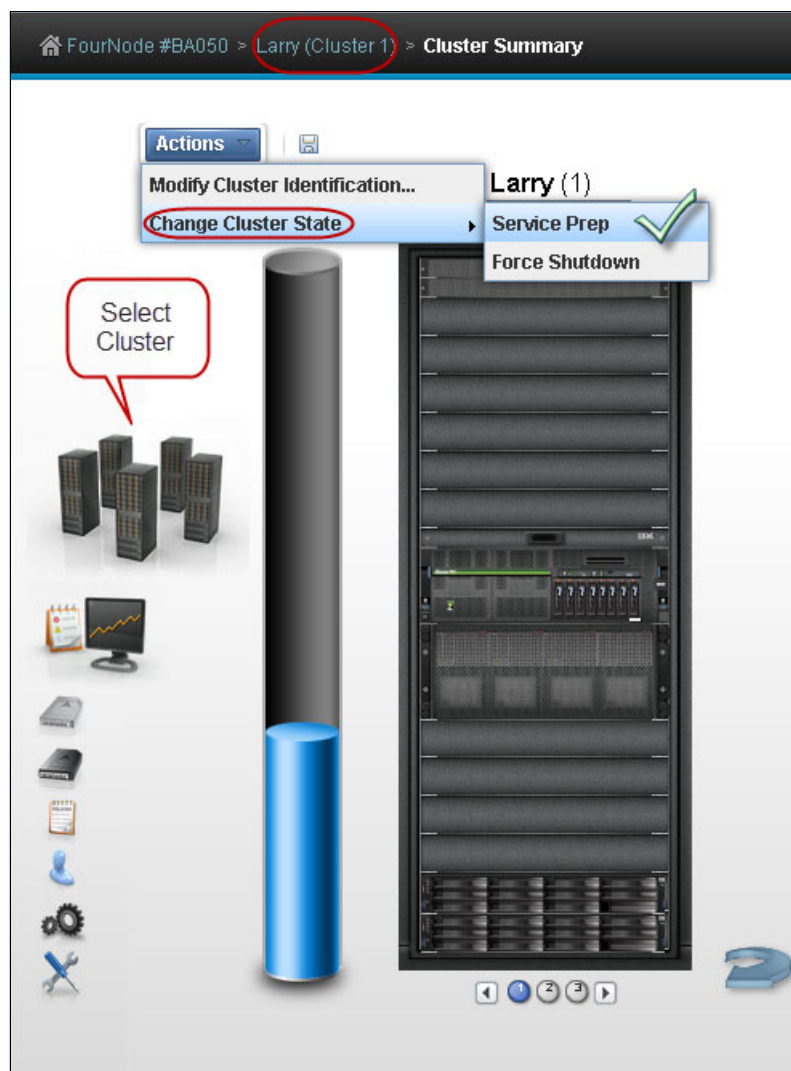 FourNode #BA050 > Larry (Cluster 1) > Cluster Summary
Actions
Modify Cluster Identification...
Larry (1)
Change Cluster State
Service Prep
Force Shutdown
Select
Cluster
IBM
1 2 3